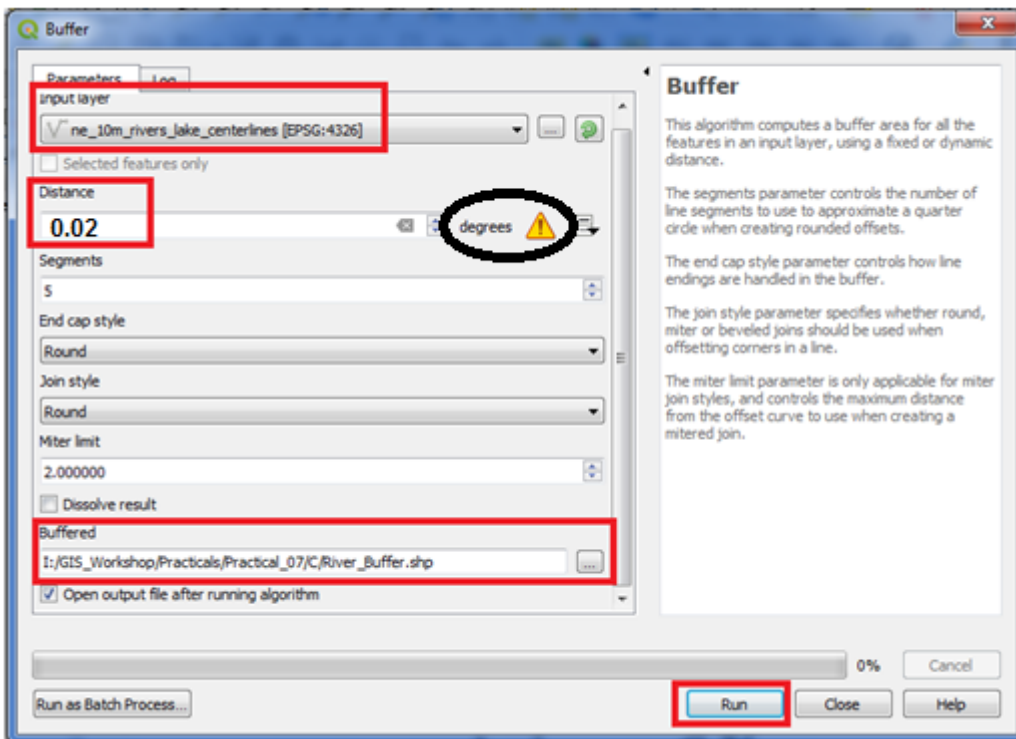 Buffer
Parameters
Log
Input layer
ne_10m_rivers_lake_centerlines [EPSG:4326]
...
Selected features only
Distance
0.02
degrees
Segments
5
End cap style
Round
Join style
Round
Miter limit
2.000000
Dissolve result
Buffered
I:/GIS_Workshop/Practicals/Practical_07/C/River_Buffer.shp
...
Open output file after running algorithm
Buffer
This algorithm computes a buffer area for all the
features in an input layer, using a fixed or dynamic
distance.
The segments parameter controls the number of
line segments to use to approximate a quarter
circle when creating rounded offsets.
The end cap style parameter controls how line
endings are handled in the buffer.
The join style parameter specifies whether round,
miter or beveled joins should be used when
offsetting corners in a line.
The miter limit parameter is only applicable for miter
join styles, and controls the maximum distance
from the offset curve to use when creating a
mitered join.
0%
Cancel
Run as Batch Process...
Run
Close
Help